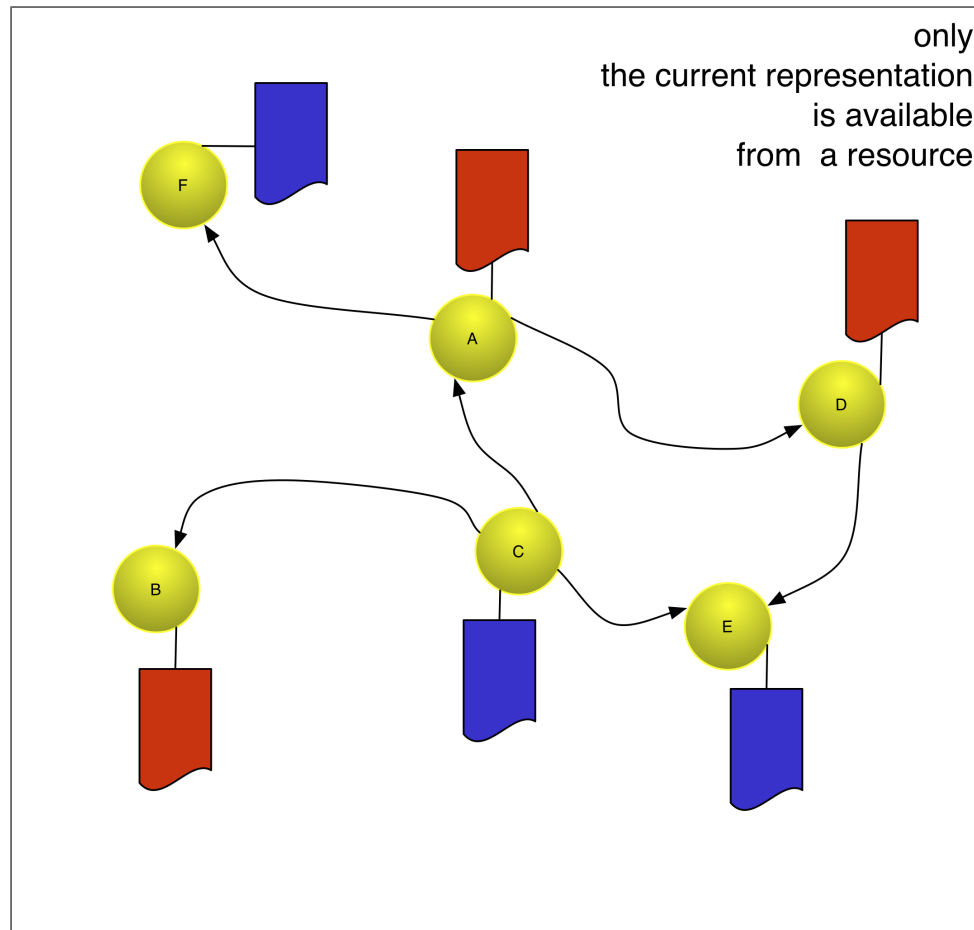 only
the current representation
is available
from  a resource
F
A
D
C
B
E